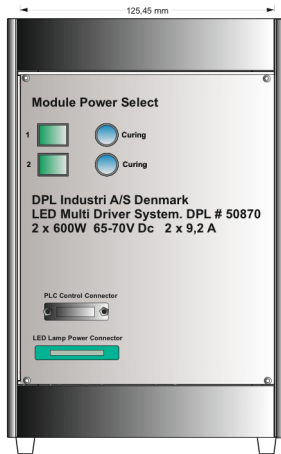 125,45 mm
Module Power Select
1 Curing
2 Curing
DPL Industri A/S Denmark
LED Multi Driver System. DPL # 50870
2 x 600W 65-70V Dc 2 x 9,2 A
PLC Control Connector
LED Lamp Power Connector